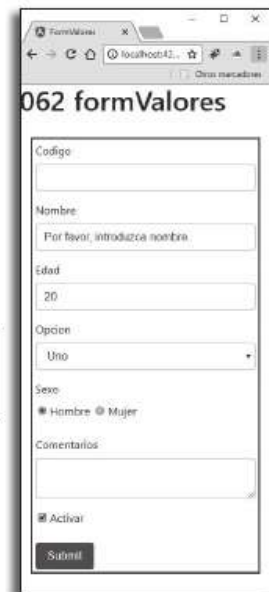 FormValores
localhost:42...
Otros marcadores
062 formValores
Codigo
Nombre
Por favor, introduzca nombre
Edad
20
Opcion
Uno
Sexo
Hombre Mujer
Comentarios
Activar
Submit